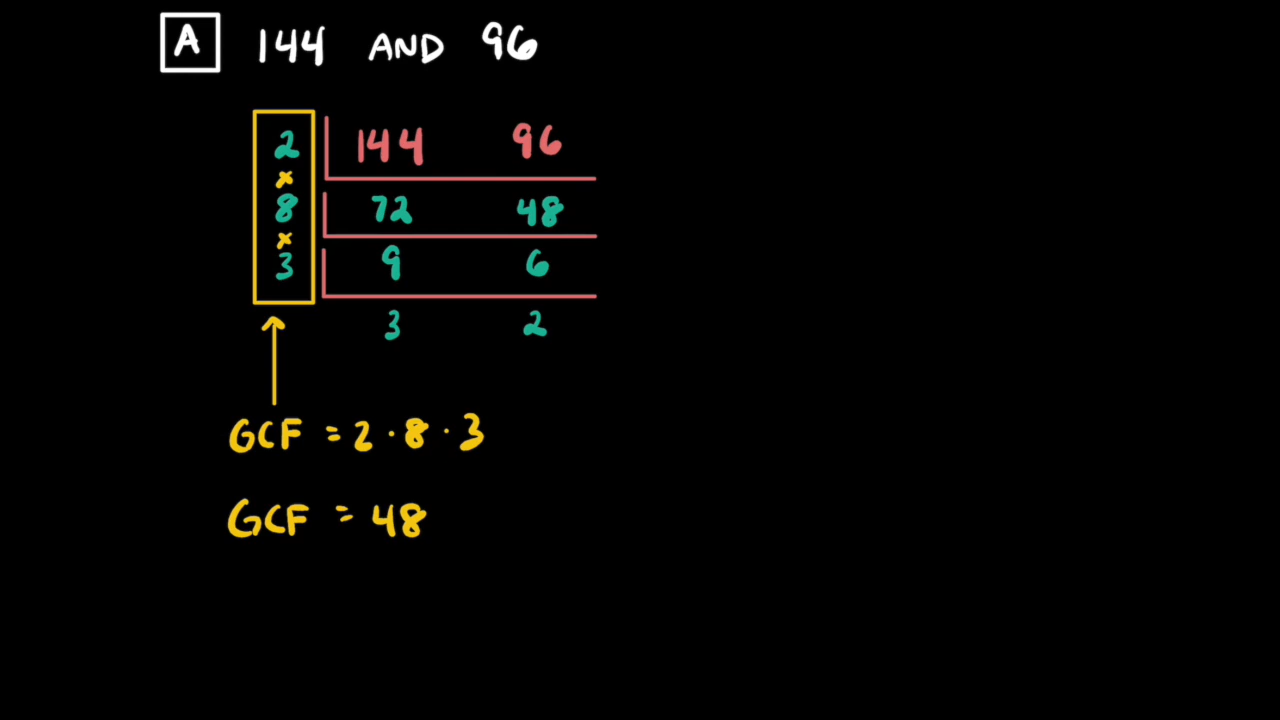 A 144 AND 96
2 144 96
×
8 72 48
×
3 9 6
3 2
GCF = 2 · 8 · 3
GCF = 48